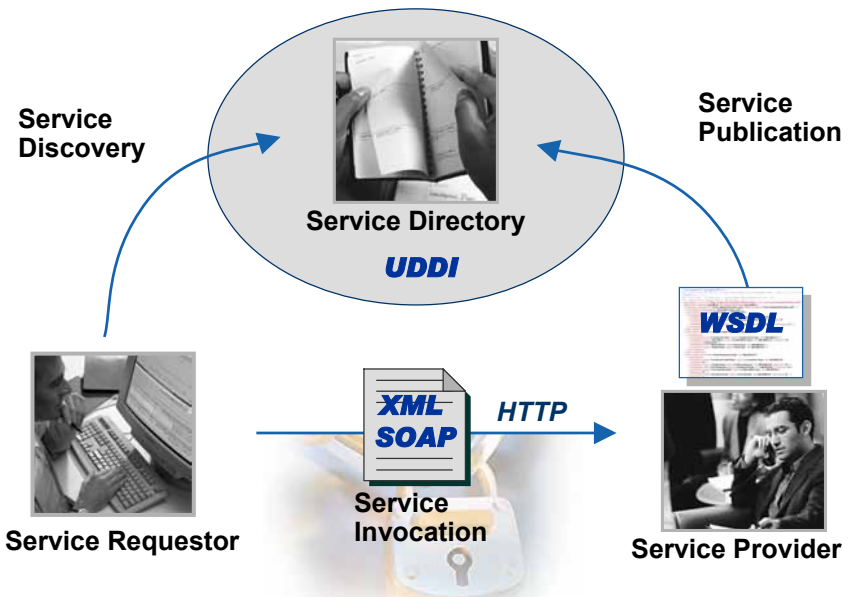 Service
Discovery
Service
Publication
Service Directory
UDDI
WSDL
XML
SOAP
HTTP
Service
Invocation
Service Requestor
Service Provider